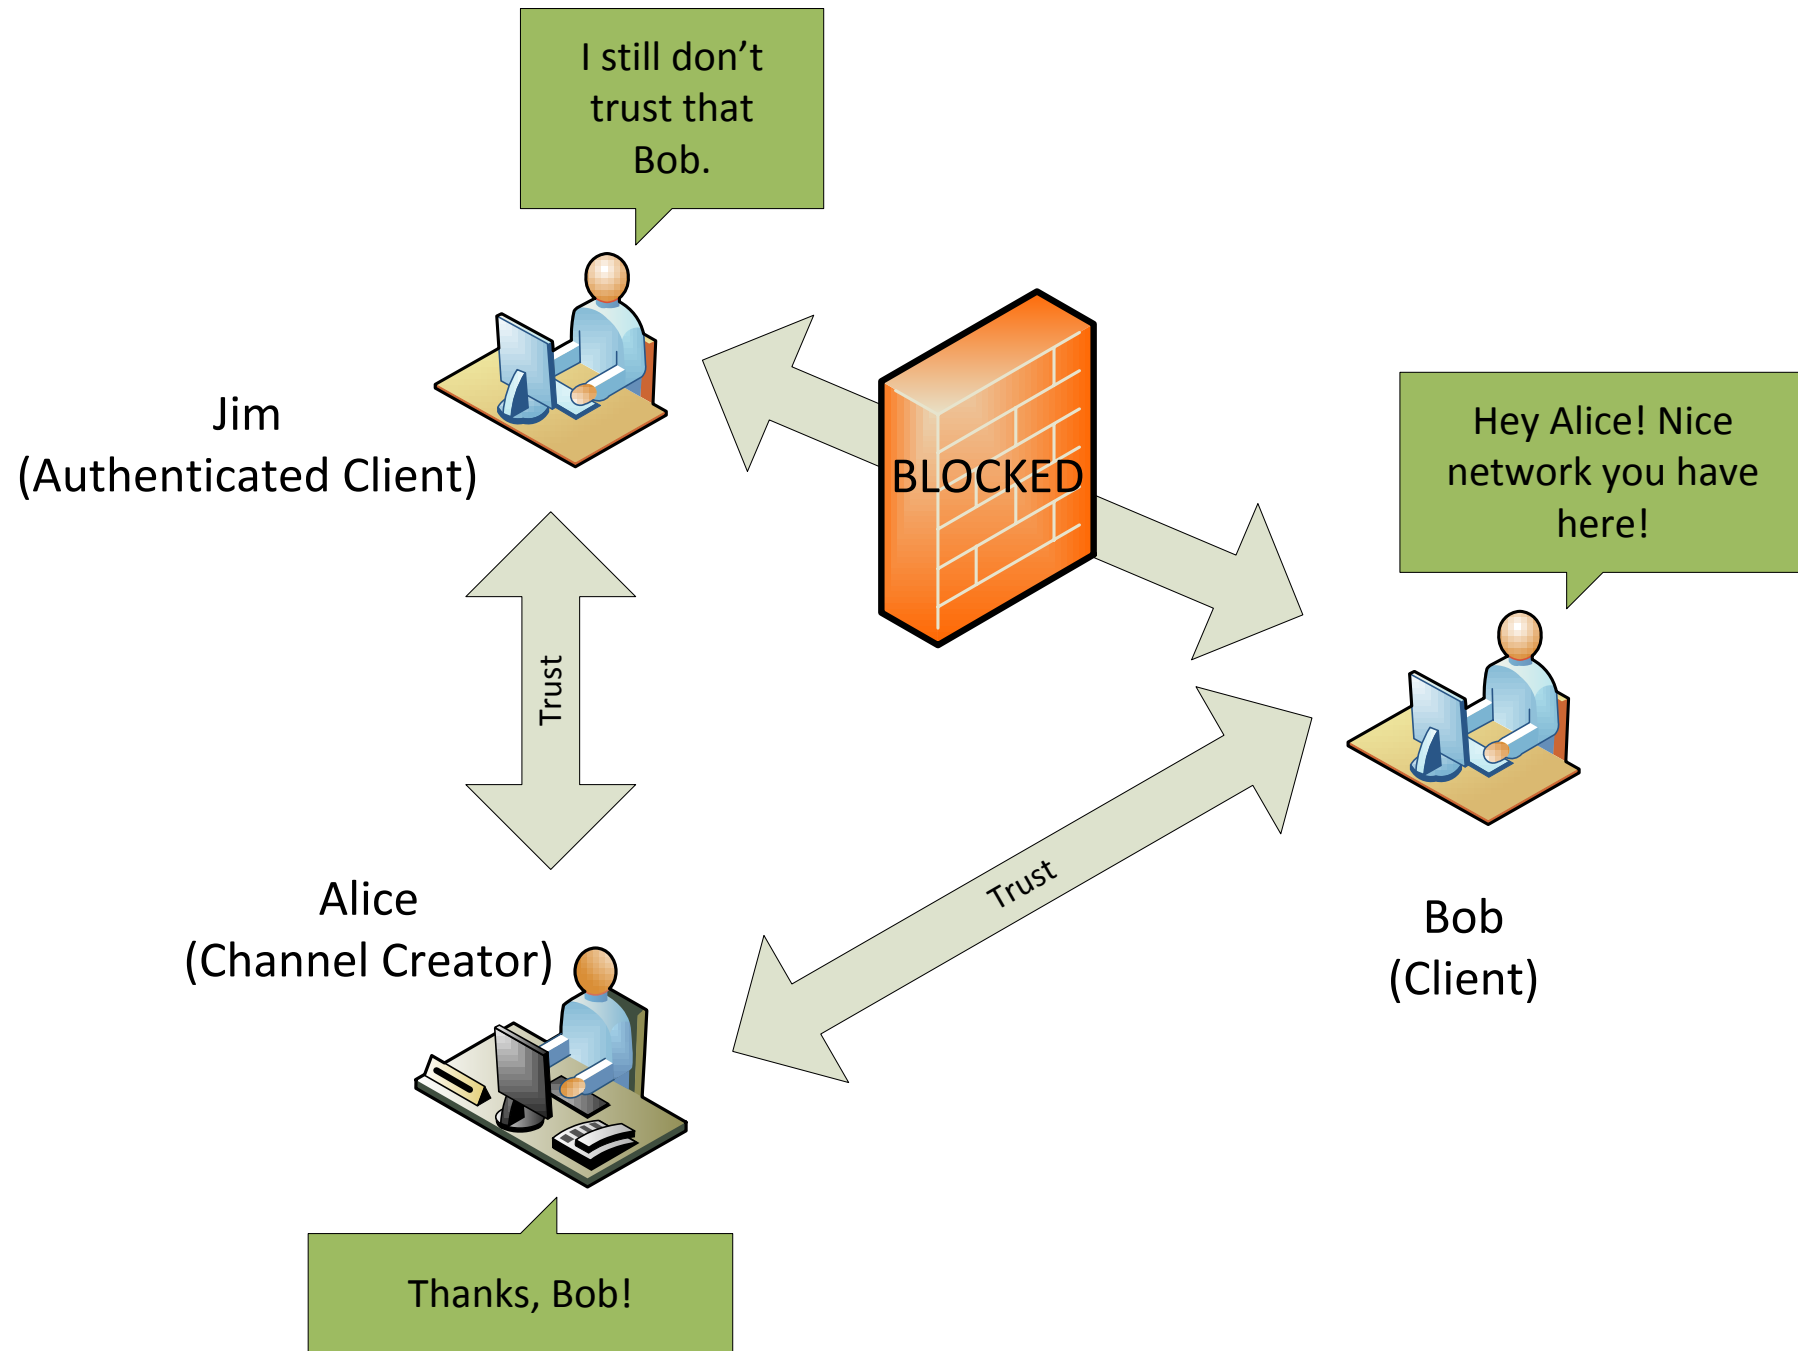 I still don’t
trust that
Bob.
Jim
(Authenticated Client)
BLOCKED
Hey Alice! Nice
network you have
here!
Trust
Trust
Alice
(Channel Creator)
Bob
(Client)
Thanks, Bob!